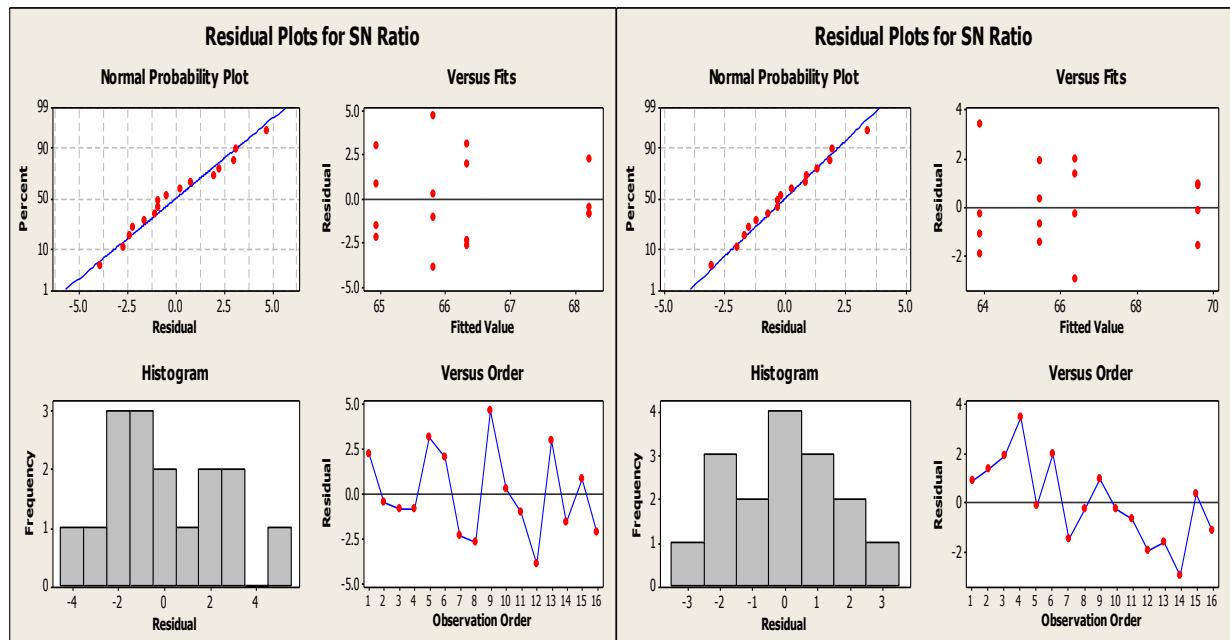 Residual Plots for SN Ratio
Normal Probability Plot
99
90
50
10
1
Percent
-5.0 -2.5 0.0 2.5 5.0
Residual
Versus Fits
5.0
2.5
0.0
-2.5
-5.0
Residual
65 66 67 68
Fitted Value
Histogram
3
2
1
0
Frequency
-4 -2 0 2 4
Residual
Versus Order
5.0
2.5
0.0
-2.5
-5.0
Residual
1 2 3 4 5 6 7 8 9 10 11 12 13 14 15 16
Observation Order
Residual Plots for SN Ratio
Normal Probability Plot
99
90
50
10
1
Percent
-5.0 -2.5 0.0 2.5 5.0
Residual
Versus Fits
4
2
0
-2
Residual
64 66 68 70
Fitted Value
Histogram
4
3
2
1
0
Frequency
-3 -2 -1 0 1 2 3
Residual
Versus Order
4
2
0
-2
Residual
1 2 3 4 5 6 7 8 9 10 11 12 13 14 15 16
Observation Order